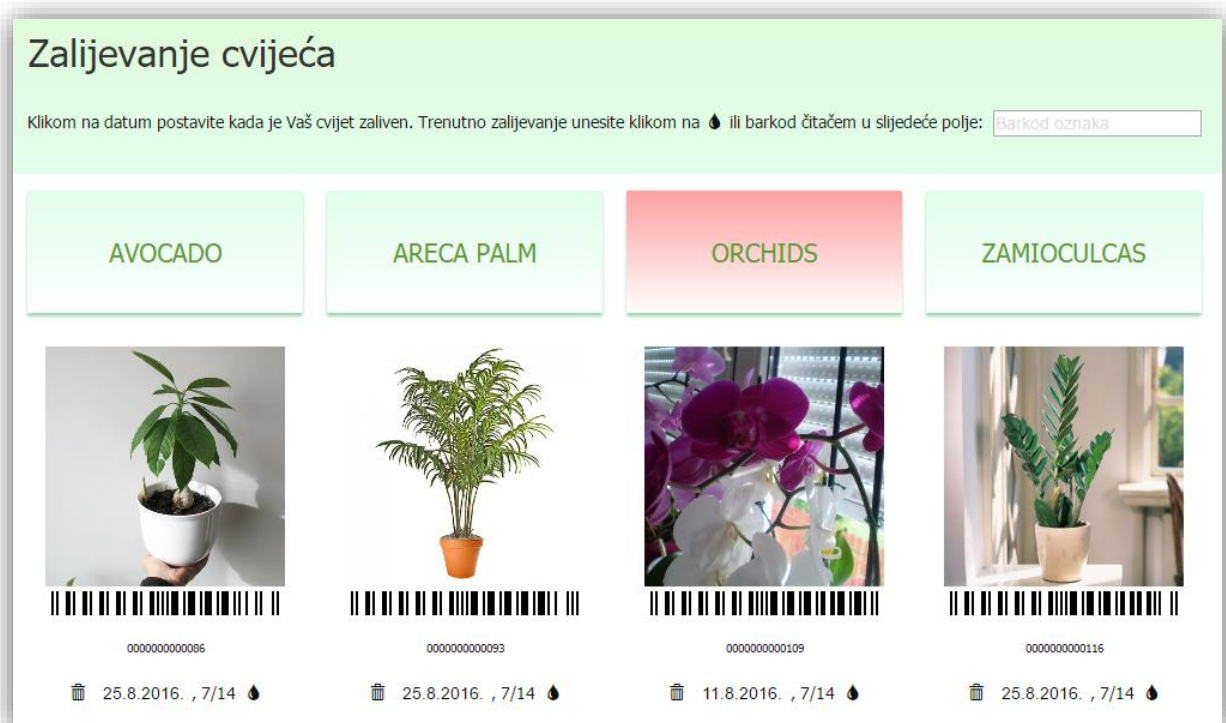 Zalijevanje cvijeća
Klikom na datum postavite kada je Vaš cvijet zaliven. Trenutno zalijevanje unesite klikom na ili barkod čitačem u slijedeće polje: Barkod oznaka
AVOCADO ARECA PALM ORCHIDS ZAMIOCULCAS
0000000000086 0000000000093 0000000000109 0000000000116
25.8.2016. , 7/14 25.8.2016. , 7/14 11.8.2016. , 7/14 25.8.2016. , 7/14